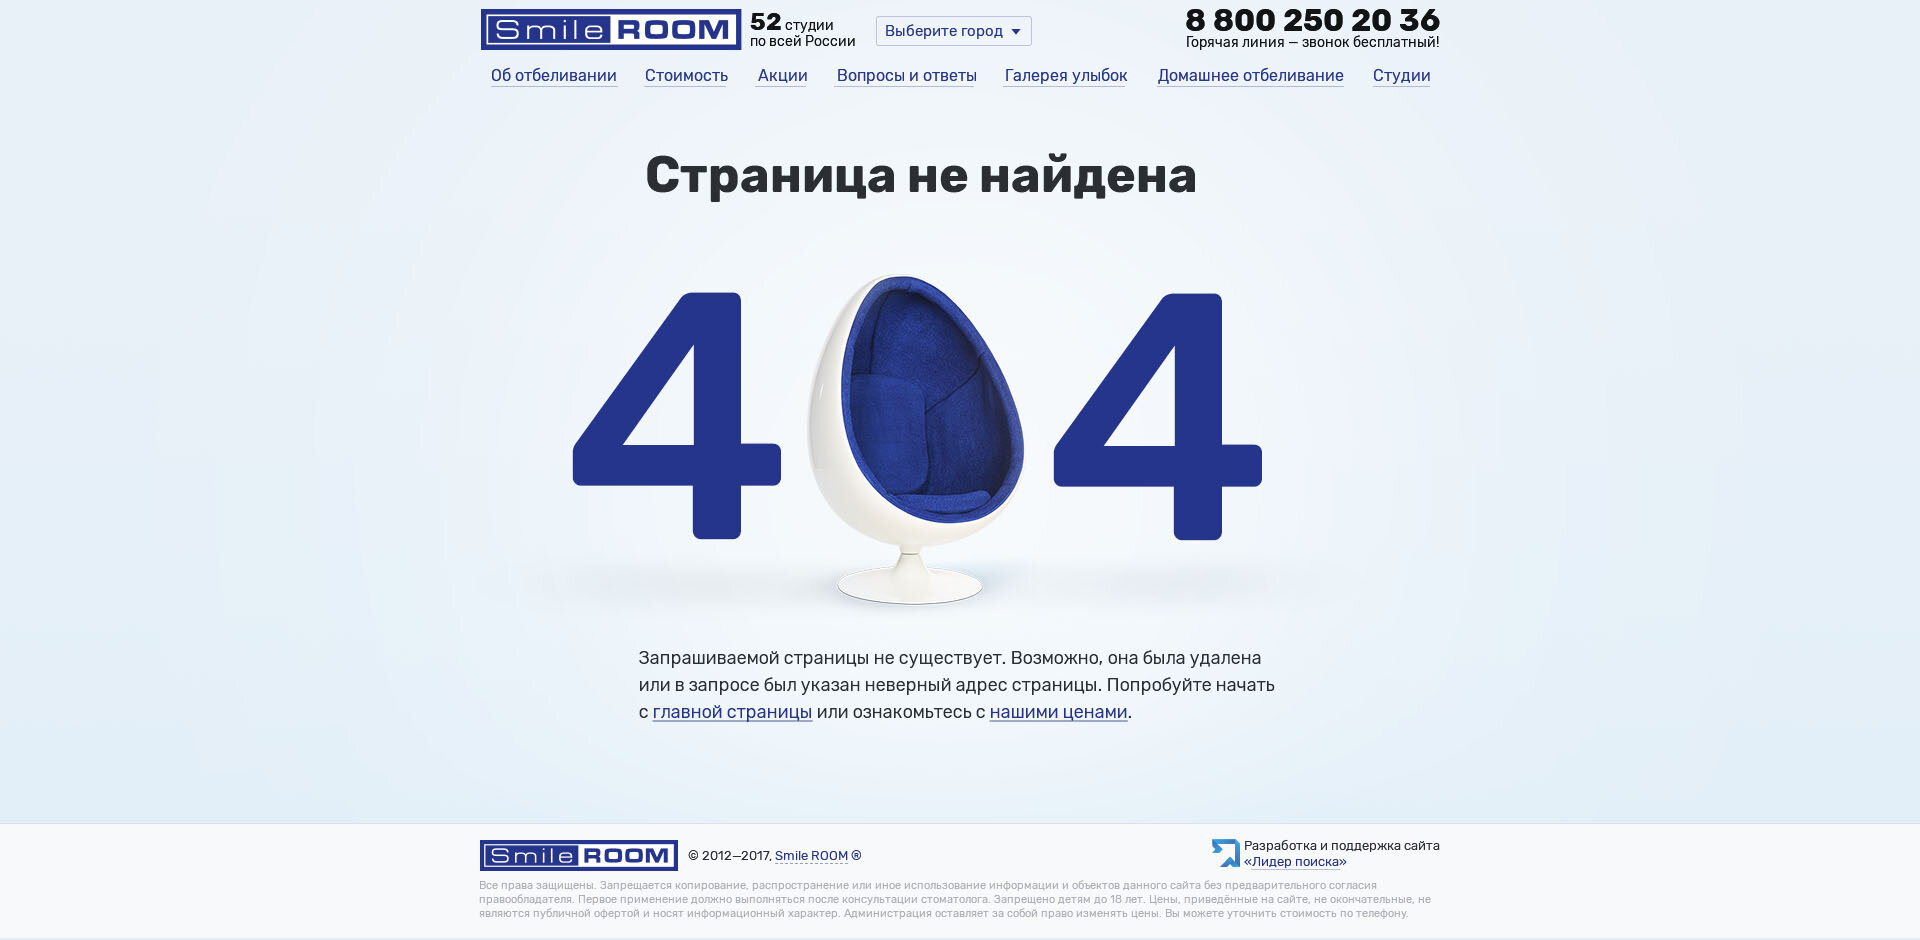 Smile ROOM
52 студии
по всей России
Выберите город
8 800 250 20 36
Горячая линия — звонок бесплатный!
Об отбеливании Стоимость Акции Вопросы и ответы Галерея улыбок Домашнее отбеливание Студии
Страница не найдена
4 4
Запрашиваемой страницы не существует. Возможно, она была удалена
или в запросе был указан неверный адрес страницы. Попробуйте начать
с главной страницы или ознакомьтесь с нашими ценами.
Smile ROOM
© 2012—2017, Smile ROOM ®
Разработка и поддержка сайта
«Лидер поиска»
Все права защищены. Запрещается копирование, распространение или иное использование информации и объектов данного сайта без предварительного согласия
правообладателя. Первое применение должно выполняться после консультации стоматолога. Запрещено детям до 18 лет. Цены, приведённые на сайте, не окончательные, не
являются публичной офертой и носят информационный характер. Администрация оставляет за собой право изменять цены. Вы можете уточнить стоимость по телефону.